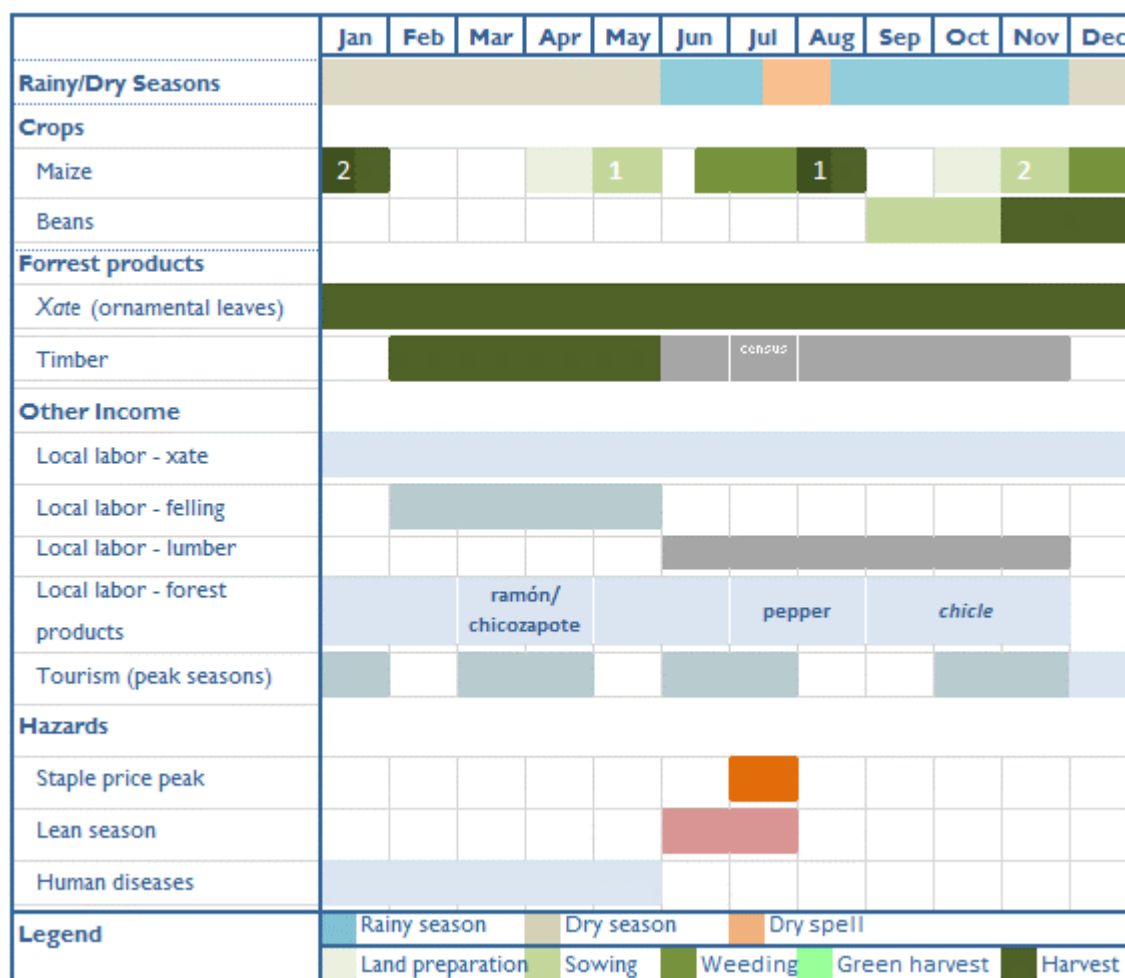 Jan Feb Mar Apr May Jun Jul Aug Sep Oct Nov Dec
Rainy/Dry Seasons
Crops
Maize 2 1 1 2
Beans
Forrest products
Xate (ornamental leaves)
Timber census
Other Income
Local labor - xate
Local labor - felling
Local labor - lumber
Local labor - forest
products
ramón/
chicozapote
pepper
chicle
Tourism (peak seasons)
Hazards
Staple price peak
Lean season
Human diseases
Legend
Rainy season Dry season Dry spell
Land preparation Sowing Weeding Green harvest Harvest